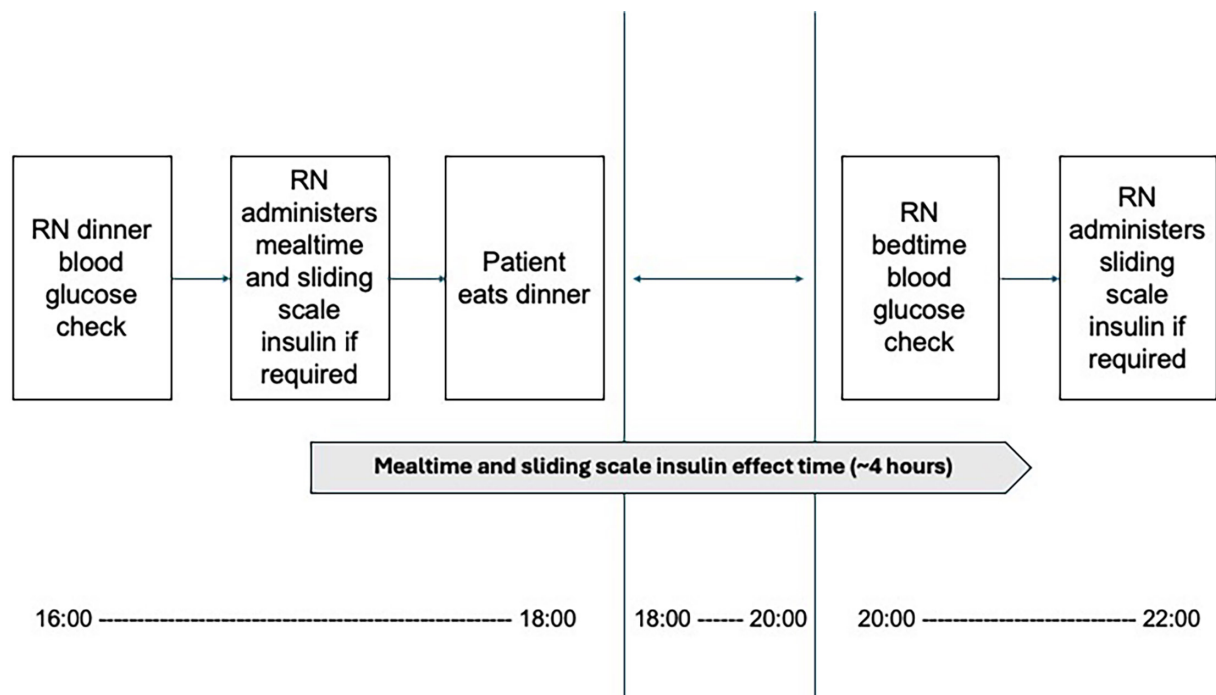 RN dinner
blood
glucose
check
RN
administers
mealtime
and sliding
scale
insulin if
required
Patient
eats dinner
RN
bedtime
blood
glucose
check
RN
administers
sliding
scale
insulin if
required
Mealtime and sliding scale insulin effect time (~4 hours)
16:00 ------------------------------------------------ 18:00
18:00 ------ 20:00
20:00 -------------------------- 22:00